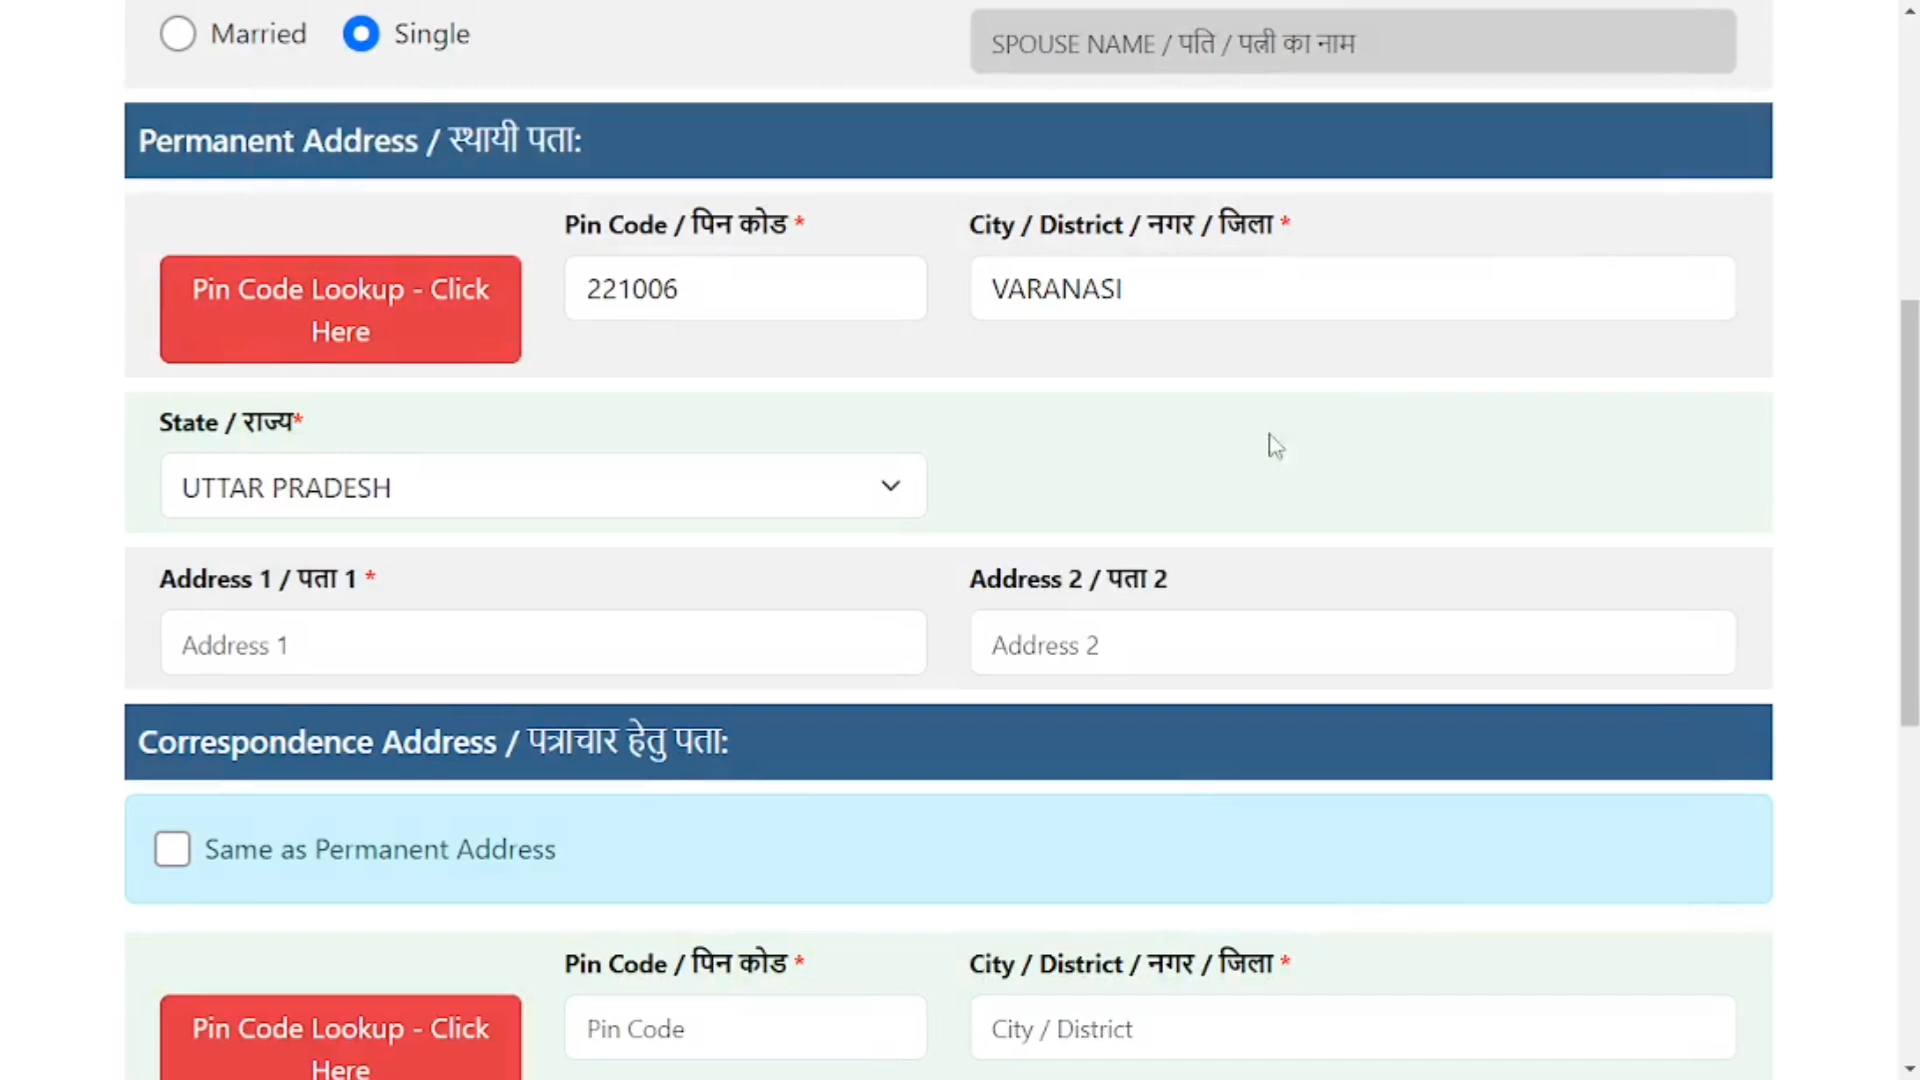 Married Single
SPOUSE NAME / पति / पत्नी का नाम
Permanent Address / स्थायी पता:
Pin Code / पिन कोड * City / District / नगर / जिला *
Pin Code Lookup - Click
Here
221006 VARANASI
State / राज्य*
UTTAR PRADESH
Address 1 / पता 1 * Address 2 / पता 2
Address 1 Address 2
Correspondence Address / पत्राचार हेतु पता:
Same as Permanent Address
Pin Code / पिन कोड * City / District / नगर / जिला *
Pin Code Lookup - Click
Here
Pin Code City / District